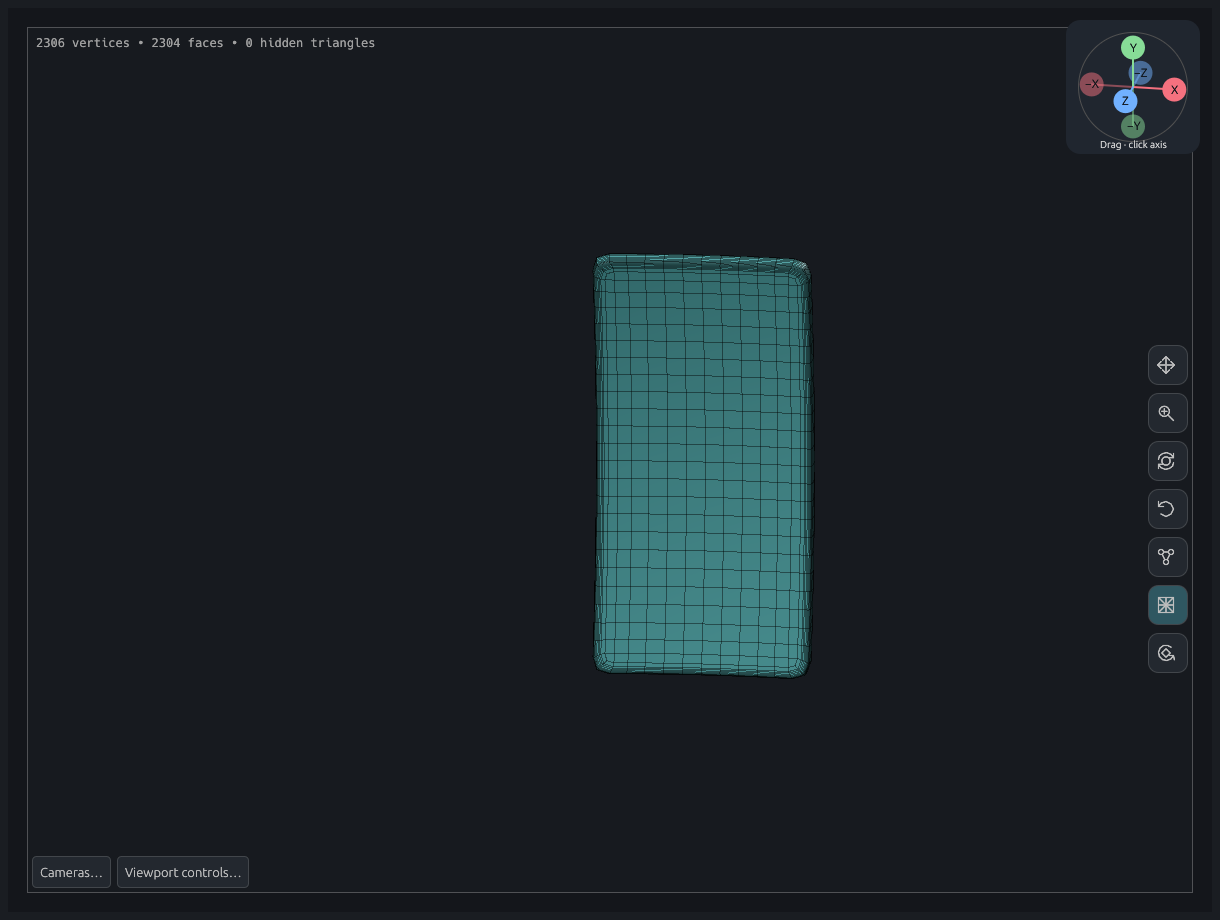 2306 vertices • 2304 faces • 0 hidden triangles
Y
-Z
-X
X
Z
-Y
Drag · click axis
Cameras...
Viewport controls...